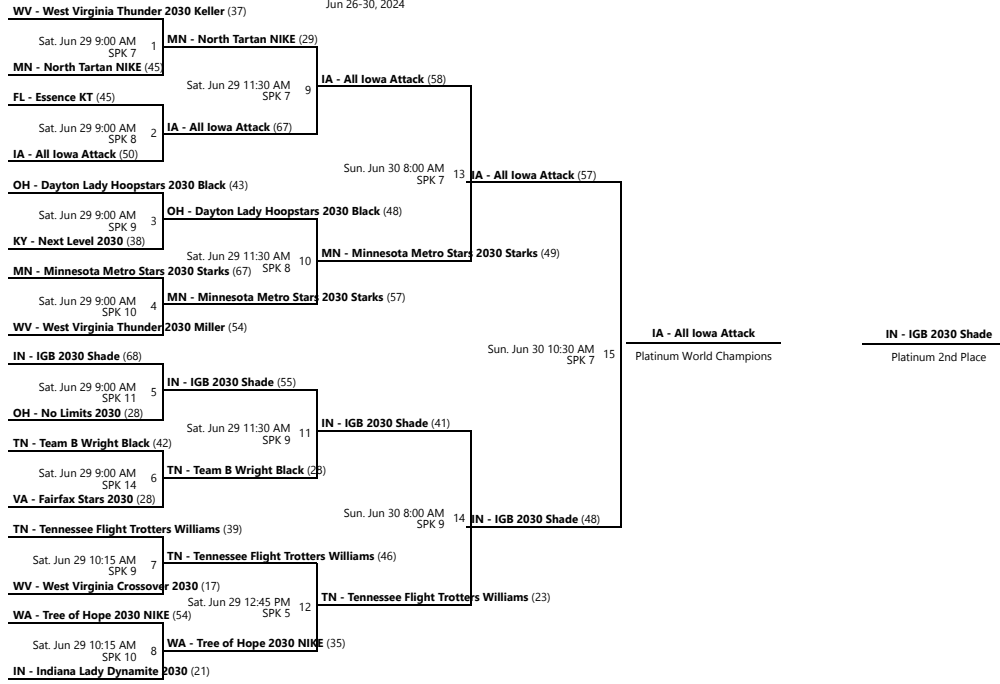 Jun 26-30, 2024
WV - West Virginia Thunder 2030 Keller (37)
Sat. Jun 29 9:00 AM 1
SPK 7
MN - North Tartan NIKE (45)
MN - North Tartan NIKE (29)
Sat. Jun 29 11:30 AM 9
SPK 7
FL - Essence KT (45)
Sat. Jun 29 9:00 AM 2
SPK 8
IA - All Iowa Attack (50)
IA - All Iowa Attack (67)
IA - All Iowa Attack (58)
Sun. Jun 30 8:00 AM 13
SPK 7
OH - Dayton Lady Hoopstars 2030 Black (43)
Sat. Jun 29 9:00 AM 3
SPK 9
KY - Next Level 2030 (38)
OH - Dayton Lady Hoopstars 2030 Black (48)
Sat. Jun 29 11:30 AM 10
SPK 8
MN - Minnesota Metro Stars 2030 Starks (67)
Sat. Jun 29 9:00 AM 4
SPK 10
WV - West Virginia Thunder 2030 Miller (54)
MN - Minnesota Metro Stars 2030 Starks (57)
MN - Minnesota Metro Stars 2030 Starks (49)
IA - All Iowa Attack (57)
Sun. Jun 30 10:30 AM 15
SPK 7
IN - IGB 2030 Shade (68)
Sat. Jun 29 9:00 AM 5
SPK 11
OH - No Limits 2030 (28)
IN - IGB 2030 Shade (55)
Sat. Jun 29 11:30 AM 11
SPK 9
TN - Team B Wright Black (42)
Sat. Jun 29 9:00 AM 6
SPK 14
VA - Fairfax Stars 2030 (28)
TN - Team B Wright Black (28)
IN - IGB 2030 Shade (41)
Sun. Jun 30 8:00 AM 14
SPK 9
TN - Tennessee Flight Trotters Williams (39)
Sat. Jun 29 10:15 AM 7
SPK 9
WV - West Virginia Crossover 2030 (17)
TN - Tennessee Flight Trotters Williams (46)
Sat. Jun 29 12:45 PM 12
SPK 5
WA - Tree of Hope 2030 NIKE (54)
Sat. Jun 29 10:15 AM 8
SPK 10
IN - Indiana Lady Dynamite 2030 (21)
WA - Tree of Hope 2030 NIKE (35)
TN - Tennessee Flight Trotters Williams (23)
IN - IGB 2030 Shade (48)
IA - All Iowa Attack
Platinum World Champions
IN - IGB 2030 Shade
Platinum 2nd Place